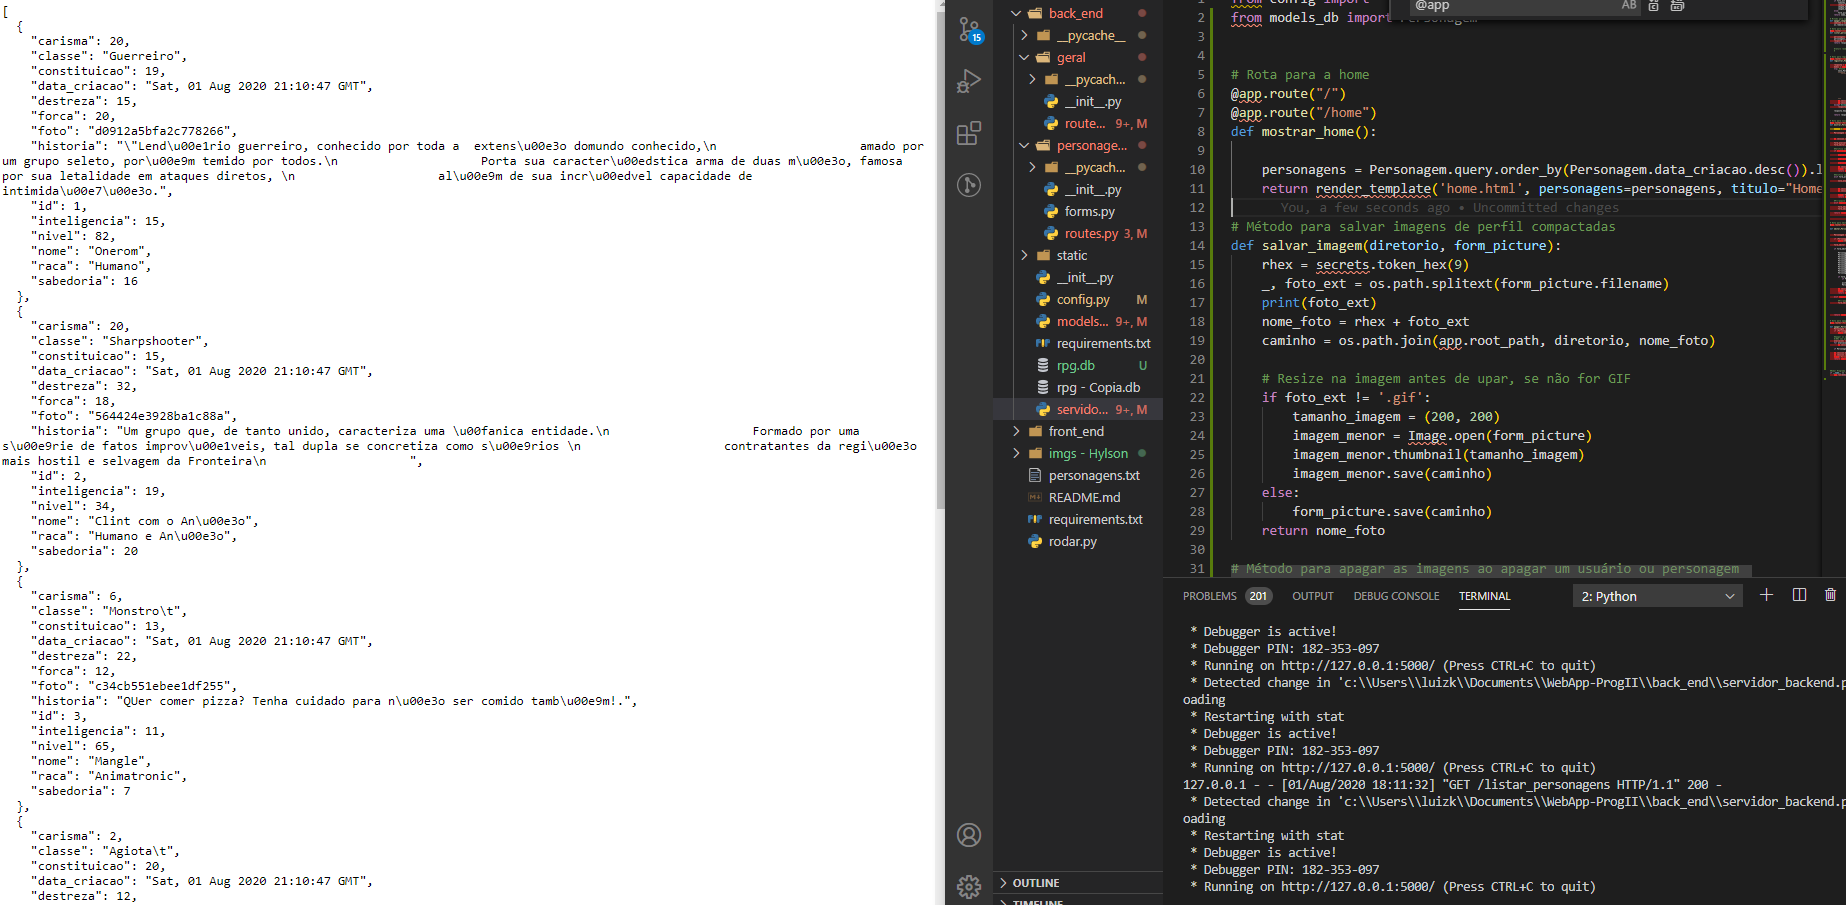 [
  {
    "carisma": 20,
    "classe": "Guerreiro",
    "constituicao": 19,
    "data_criacao": "Sat, 01 Aug 2020 21:10:47 GMT",
    "destreza": 15,
    "forca": 20,
    "foto": "d0912a5bfa2c778266",
    "historia": "\"Lend\u00e1rio guerreiro, conhecido por toda a  extens\u00e3o domundo conhecido,\n                    amado por
um grupo seleto, por\u00e9m temido por todos.\n                    Porta sua caracter\u00edstica arma de duas m\u00e3o, famosa
por sua letalidade em ataques diretos, \n                    al\u00e9m de sua incr\u00edvel capacidade de
intimida\u00e7\u00e3o.",
    "id": 1,
    "inteligencia": 15,
    "nivel": 82,
    "nome": "Onerom",
    "raca": "Humano",
    "sabedoria": 16
  },
  {
    "carisma": 20,
    "classe": "Sharpshooter",
    "constituicao": 15,
    "data_criacao": "Sat, 01 Aug 2020 21:10:47 GMT",
    "destreza": 32,
    "forca": 18,
    "foto": "564424e3928ba1c88a",
    "historia": "Um grupo que, de tanto unido, caracteriza uma \u00fanica entidade.\n                    Formado por uma
s\u00e9rie de fatos improv\u00e1veis, tal dupla se concretiza como s\u00e9rios \n                    contratantes da regi\u00e3o
mais hostil e selvagem da Fronteira\n                    ",
    "id": 2,
    "inteligencia": 19,
    "nivel": 34,
    "nome": "Clint com o An\u00e3o",
    "raca": "Humano e An\u00e3o",
    "sabedoria": 20
  },
  {
    "carisma": 6,
    "classe": "Monstro\t",
    "constituicao": 13,
    "data_criacao": "Sat, 01 Aug 2020 21:10:47 GMT",
    "destreza": 22,
    "forca": 12,
    "foto": "c34cb551ebee1df255",
    "historia": "QUer comer pizza? Tenha cuidado para n\u00e3o ser comido tamb\u00e9m!.",
    "id": 3,
    "inteligencia": 11,
    "nivel": 65,
    "nome": "Mangle",
    "raca": "Animatronic",
    "sabedoria": 7
  },
  {
    "carisma": 2,
    "classe": "Agiota\t",
    "constituicao": 20,
    "data_criacao": "Sat, 01 Aug 2020 21:10:47 GMT",
    "destreza": 12,
15
back_end
__pycache__
geral
__pycach...
__init__.py
route... 9+, M
personage...
__pycach...
__init__.py
forms.py
routes.py 3, M
static
__init__.py
config.py M
models... 9+, M
requirements.txt
rpg.db U
rpg - Copia.db
servido... 9+, M
front_end
imgs - Hylson
personagens.txt
README.md
requirements.txt
rodar.py
OUTLINE
TIMELINE
@app AB
1 from config import
2 from models_db import Personagem
3
4
5 # Rota para a home
6 @app.route("/")
7 @app.route("/home")
8 def mostrar_home():
9
10     personagens = Personagem.query.order_by(Personagem.data_criacao.desc()).l
11     return render_template('home.html', personagens=personagens, titulo="Home
12 You, a few seconds ago • Uncommitted changes
13 # Método para salvar imagens de perfil compactadas
14 def salvar_imagem(diretorio, form_picture):
15     rhex = secrets.token_hex(9)
16     _, foto_ext = os.path.splitext(form_picture.filename)
17     print(foto_ext)
18     nome_foto = rhex + foto_ext
19     caminho = os.path.join(app.root_path, diretorio, nome_foto)
20
21     # Resize na imagem antes de upar, se não for GIF
22     if foto_ext != '.gif':
23         tamanho_imagem = (200, 200)
24         imagem_menor = Image.open(form_picture)
25         imagem_menor.thumbnail(tamanho_imagem)
26         imagem_menor.save(caminho)
27     else:
28         form_picture.save(caminho)
29     return nome_foto
30
31 # Método para apagar as imagens ao apagar um usuário ou personagem
PROBLEMS 201 OUTPUT DEBUG CONSOLE TERMINAL 2: Python
 * Debugger is active!
 * Debugger PIN: 182-353-097
 * Running on http://127.0.0.1:5000/ (Press CTRL+C to quit)
 * Detected change in 'c:\\Users\\luizk\\Documents\\WebApp-ProgII\\back_end\\servidor_backend.p
oading
 * Restarting with stat
 * Debugger is active!
 * Debugger PIN: 182-353-097
 * Running on http://127.0.0.1:5000/ (Press CTRL+C to quit)
127.0.0.1 - - [01/Aug/2020 18:11:32] "GET /listar_personagens HTTP/1.1" 200 -
 * Detected change in 'c:\\Users\\luizk\\Documents\\WebApp-ProgII\\back_end\\servidor_backend.p
oading
 * Restarting with stat
 * Debugger is active!
 * Debugger PIN: 182-353-097
 * Running on http://127.0.0.1:5000/ (Press CTRL+C to quit)